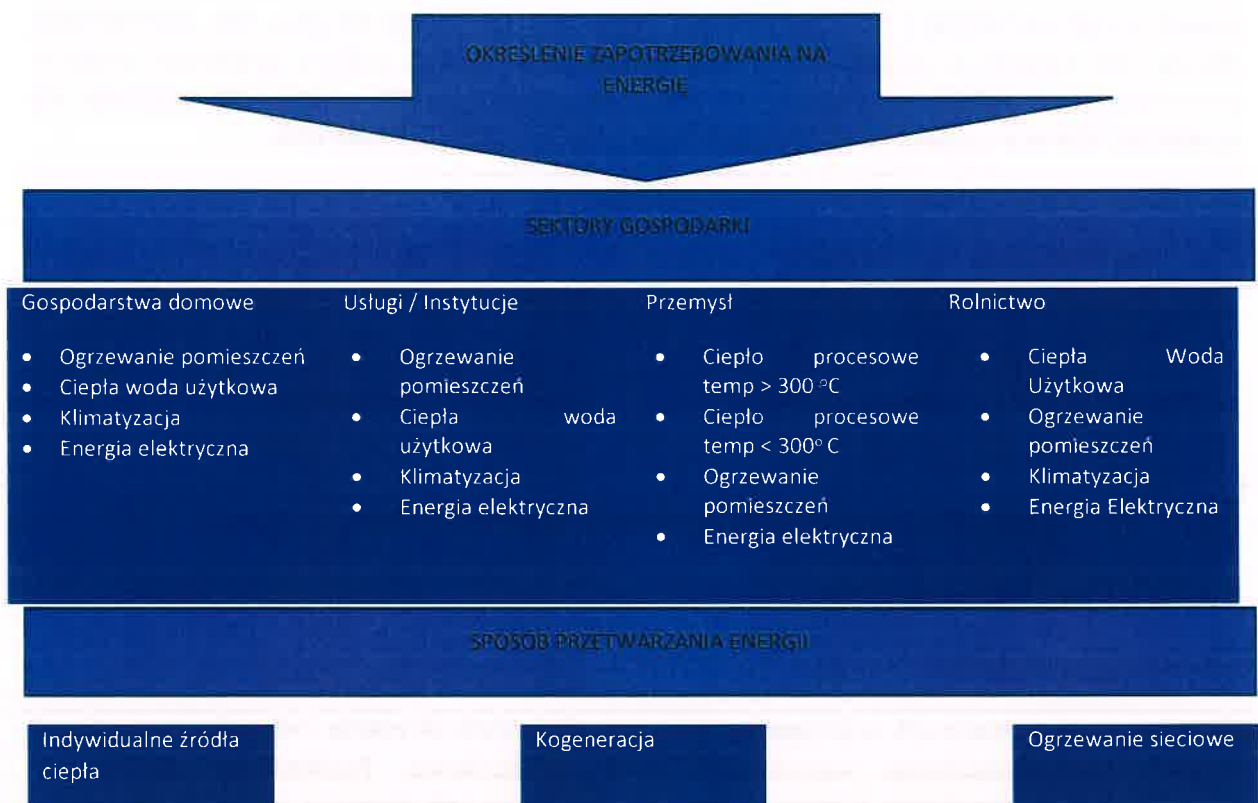 OKREŚLENIE ZAPOTRZEBOWANIA NA
ENERGIĘ
SEKTORY GOSPODARKI
Gospodarstwa domowe
• Ogrzewanie pomieszczeń
• Ciepła woda użytkowa
• Klimatyzacja
• Energia elektryczna
Usługi / Instytucje
• Ogrzewanie
pomieszczeń
• Ciepła woda
użytkowa
• Klimatyzacja
• Energia elektryczna
Przemysł
• Ciepło procesowe
temp > 300 °C
• Ciepło procesowe
temp < 300° C
• Ogrzewanie
pomieszczeń
• Energia elektryczna
Rolnictwo
• Ciepła Woda
Użytkowa
• Ogrzewanie
pomieszczeń
• Klimatyzacja
• Energia Elektryczna
SPOSÓB PRZETWARZANIA ENERGII
Indywidualne źródła
ciepła
Kogeneracja
Ogrzewanie sieciowe